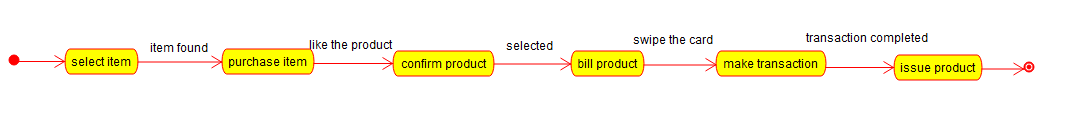 select item
item found
purchase item
like the product
confirm product
selected
bill product
swipe the card
make transaction
transaction completed
issue product